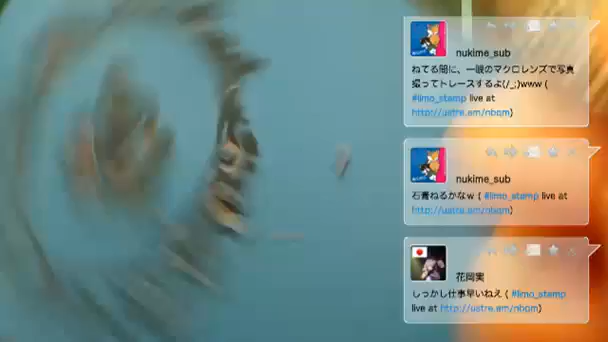 nukime_sub
ねてる間に、一眼のマクロレンズで写真
撮ってトレースするよ(/_;)www (
#limo_stamp live at
http://ustre.am/nbqm)
nukime_sub
石膏ねるかなw ( #limo_stamp live at
http://ustre.am/nbqm)
花岡実
しっかし仕事早いねえ ( #limo_stamp
live at http://ustre.am/nbqm)